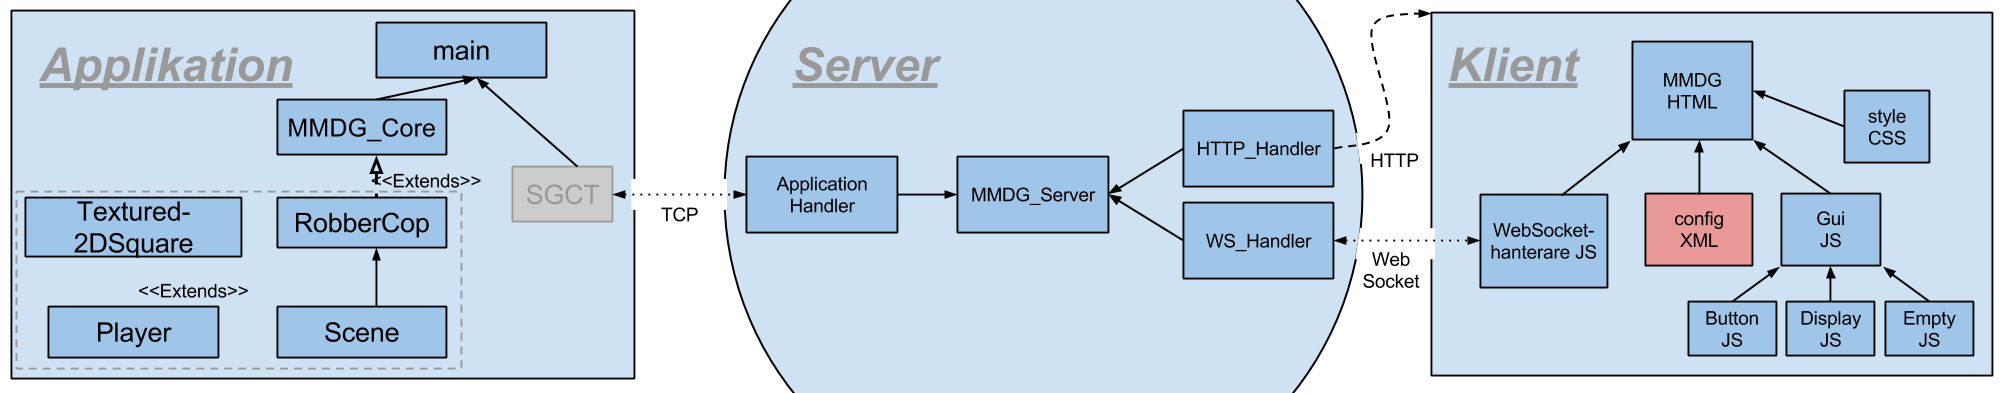 Applikation
main
MMDG_Core
<<Extends>>
SGCT
Textured-
2DSquare
RobberCop
<<Extends>>
Player
Scene
TCP
Server
Application
Handler
MMDG_Server
HTTP_Handler
WS_Handler
HTTP
Web
Socket
Klient
MMDG
HTML
style
CSS
WebSocket-
hanterare JS
config
XML
Gui
JS
Button
JS
Display
JS
Empty
JS